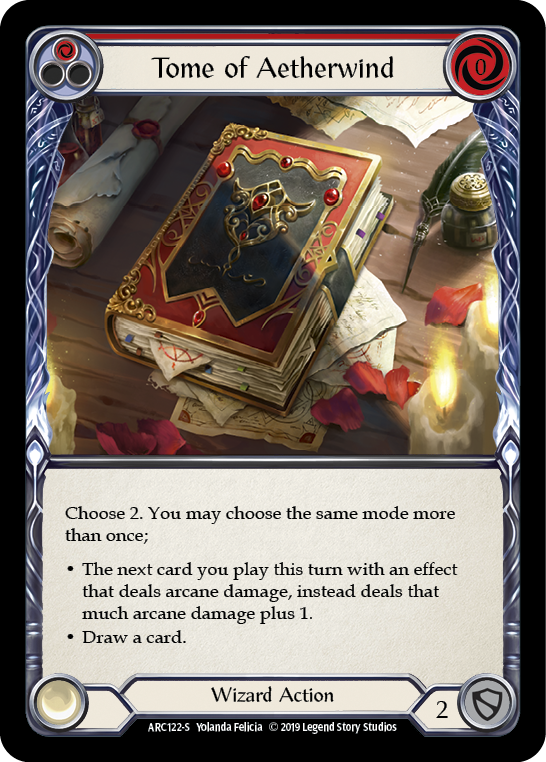 Tome of Aetherwind
0
Choose 2. You may choose the same mode more
than once;
• The next card you play this turn with an effect
that deals arcane damage, instead deals that
much arcane damage plus 1.
• Draw a card.
Wizard Action
2
ARC122-S Yolanda Felicia © 2019 Legend Story Studios